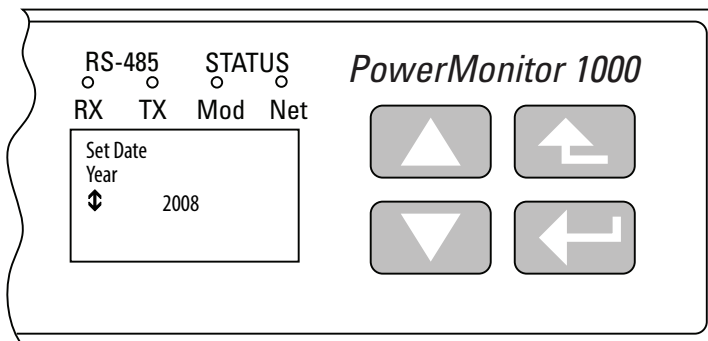 RS-485 STATUS
RX TX Mod Net
PowerMonitor 1000
Set Date
Year
2008